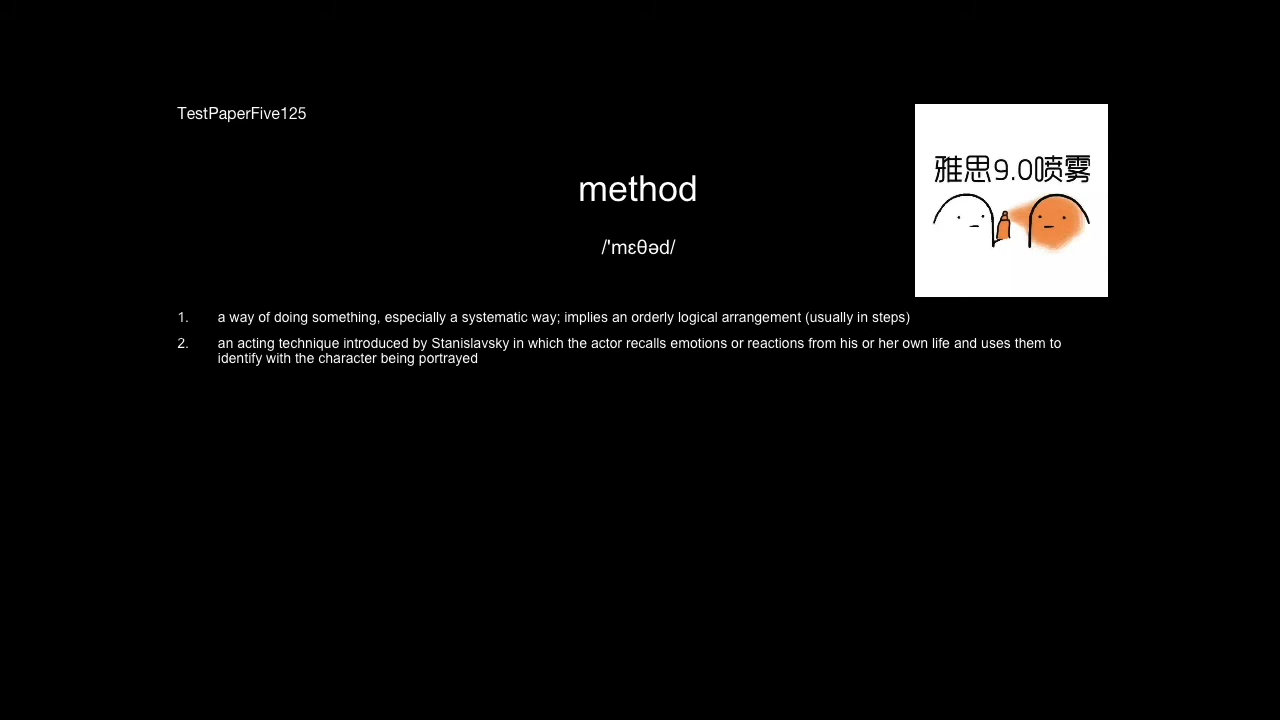 TestPaperFive125
雅思9.0喷雾
method
/ˈmɛθəd/
1. a way of doing something, especially a systematic way; implies an orderly logical arrangement (usually in steps)
2. an acting technique introduced by Stanislavsky in which the actor recalls emotions or reactions from his or her own life and uses them to
identify with the character being portrayed